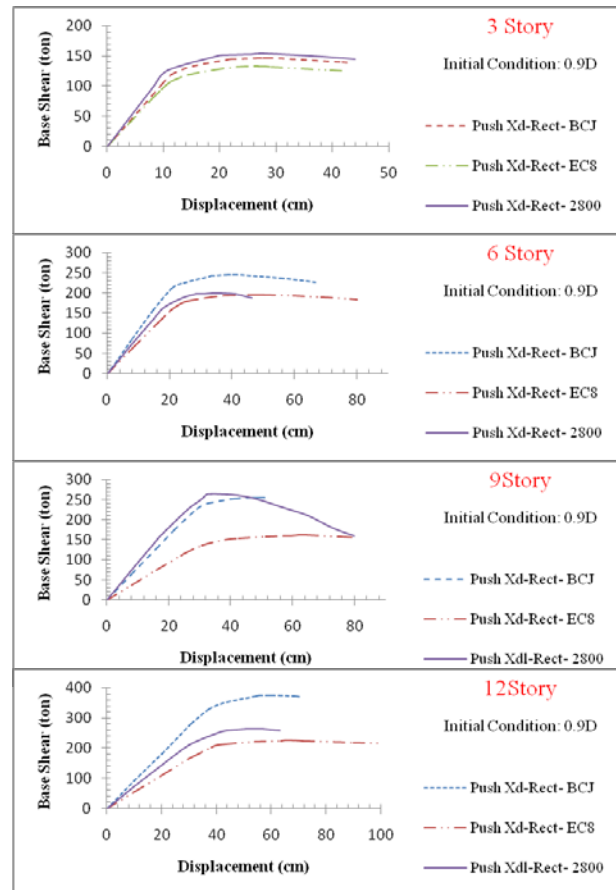 3 Story
Initial Condition: 0.9D
Base Shear (ton)
200
150
100
50
0
0 10 20 30 40 50
Displacement (cm)
Push Xd-Rect- BCJ
Push Xd-Rect- EC8
Push Xd-Rect- 2800
6 Story
Initial Condition: 0.9D
Base Shear (ton)
300
250
200
150
100
50
0
0 20 40 60 80
Displacement (cm)
Push Xd-Rect- BCJ
Push Xd-Rect- EC8
Push Xd-Rect- 2800
9Story
Initial Condition: 0.9D
Base Shear (ton)
300
250
200
150
100
50
0
0 20 40 60 80
Displacement (cm)
Push Xd-Rect- BCJ
Push Xd-Rect- EC8
Push Xdl-Rect- 2800
12Story
Initial Condition: 0.9D
Base Shear (ton)
400
300
200
100
0
0 20 40 60 80 100
Displacement (cm)
Push Xd-Rect- BCJ
Push Xd-Rect- EC8
Push Xdl-Rect- 2800